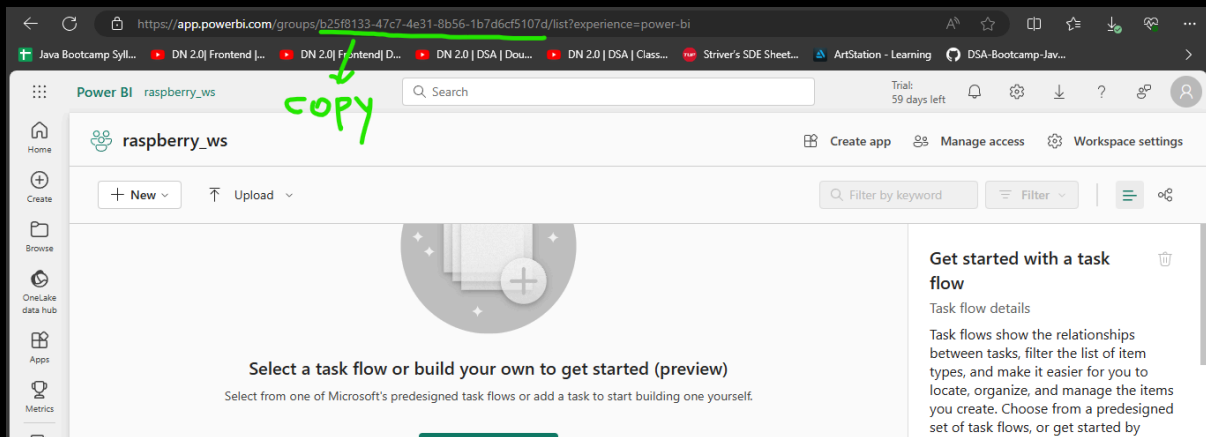 https://app.powerbi.com/groups/b25f8133-47c7-4e31-8b56-1b7d6cf5107d/list?experience=power-bi
Java Bootcamp Syll... DN 2.0| Frontend |... DN 2.0| Frontend| D... DN 2.0 | DSA | Dou... DN 2.0 | DSA | Class... Striver's SDE Sheet... ArtStation - Learning DSA-Bootcamp-Jav...
Power BI raspberry_ws Search Trial:
59 days left
copy
Home
raspberry_ws Create app Manage access Workspace settings
Create
New Upload Filter by keyword Filter
Browse
OneLake
data hub
Apps
Metrics
Select a task flow or build your own to get started (preview)
Select from one of Microsoft's predesigned task flows or add a task to start building one yourself.
Get started with a task
flow
Task flow details
Task flows show the relationships
between tasks, filter the list of item
types, and make it easier for you to
locate, organize, and manage the items
you create. Choose from a predesigned
set of task flows, or get started by